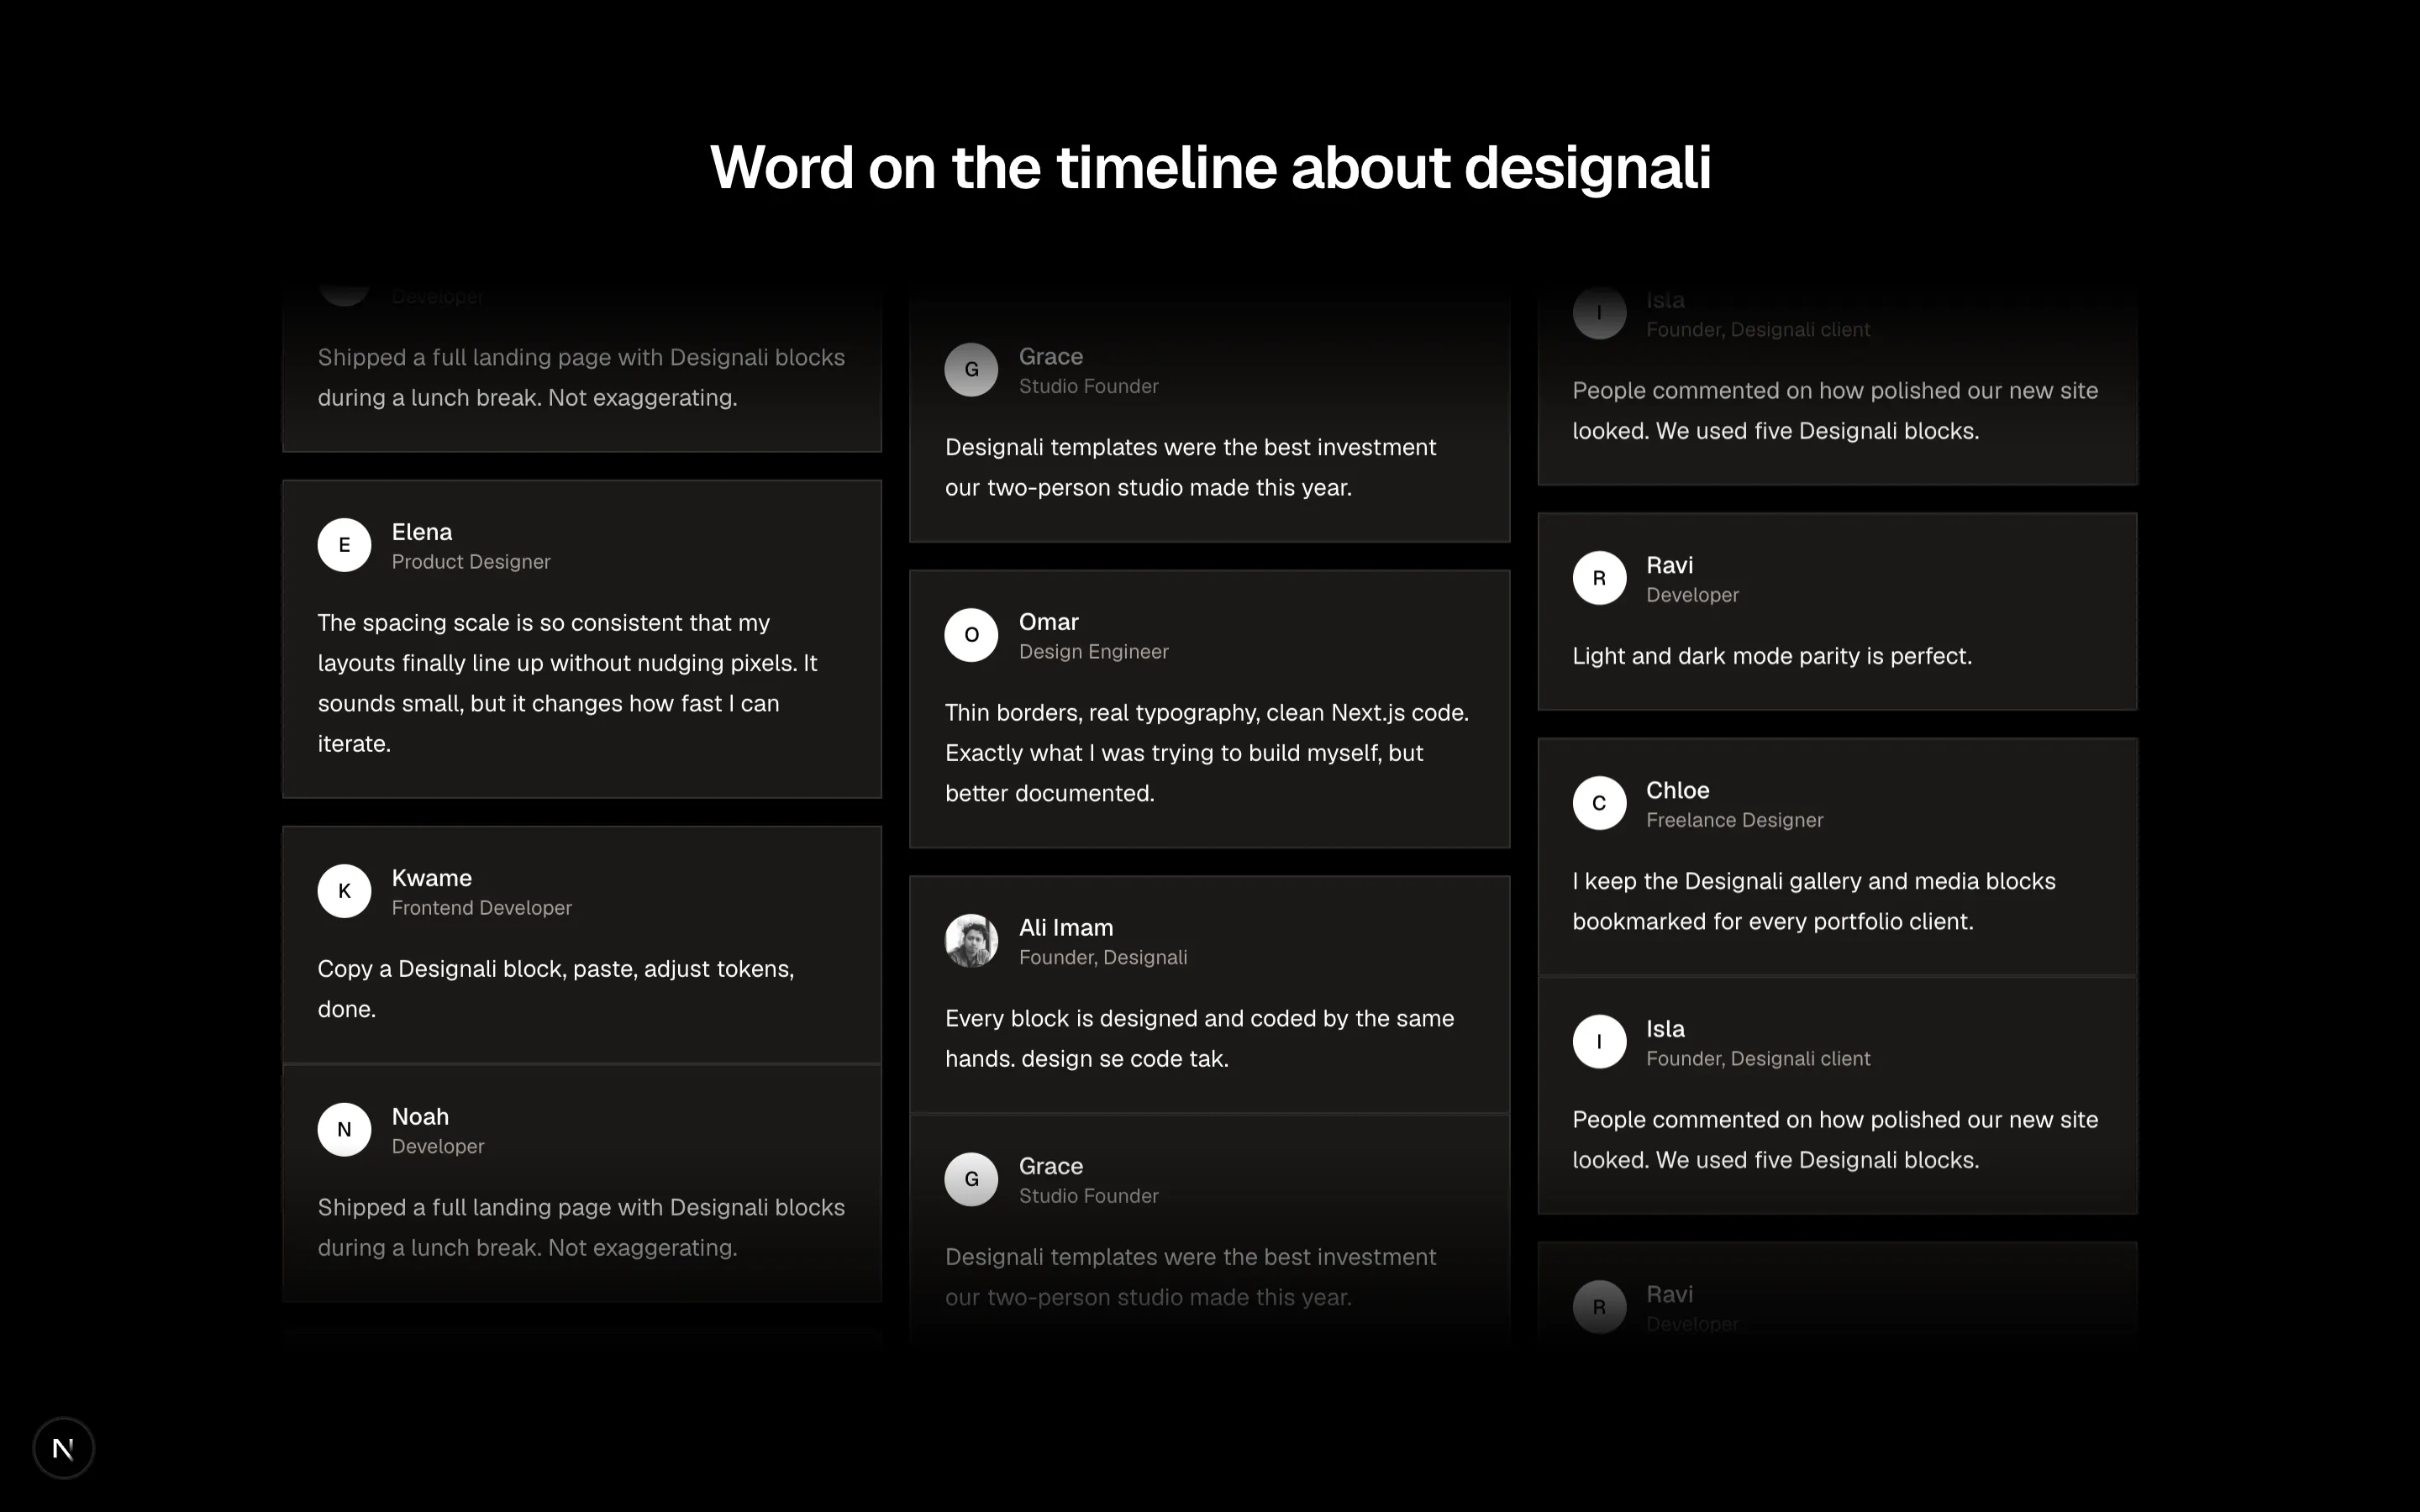 Word on the timeline about designali
Developer
Shipped a full landing page with Designali blocks
during a lunch break. Not exaggerating.
E
Elena
Product Designer
The spacing scale is so consistent that my
layouts finally line up without nudging pixels. It
sounds small, but it changes how fast I can
iterate.
K
Kwame
Frontend Developer
Copy a Designali block, paste, adjust tokens,
done.
N
Noah
Developer
Shipped a full landing page with Designali blocks
during a lunch break. Not exaggerating.
G
Grace
Studio Founder
Designali templates were the best investment
our two-person studio made this year.
O
Omar
Design Engineer
Thin borders, real typography, clean Next.js code.
Exactly what I was trying to build myself, but
better documented.
Ali Imam
Founder, Designali
Every block is designed and coded by the same
hands. design se code tak.
G
Grace
Studio Founder
Designali templates were the best investment
our two-person studio made this year.
I
Isla
Founder, Designali client
People commented on how polished our new site
looked. We used five Designali blocks.
R
Ravi
Developer
Light and dark mode parity is perfect.
C
Chloe
Freelance Designer
I keep the Designali gallery and media blocks
bookmarked for every portfolio client.
I
Isla
Founder, Designali client
People commented on how polished our new site
looked. We used five Designali blocks.
R
Ravi
Developer
N